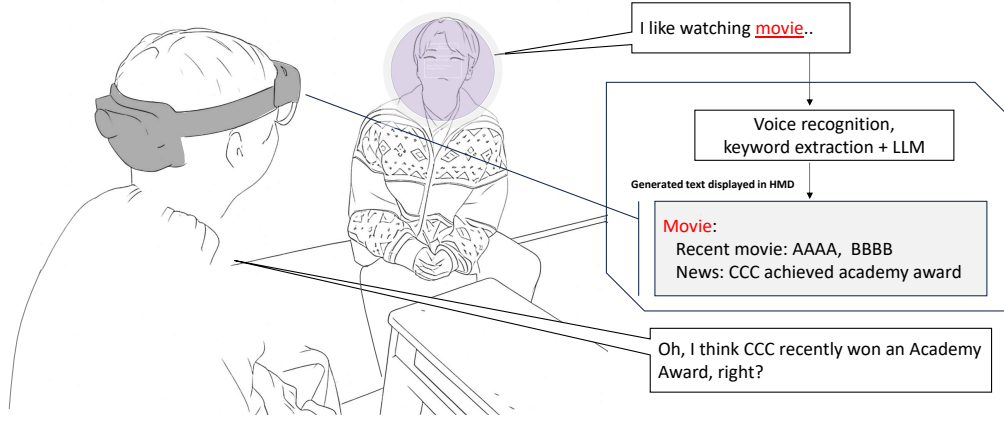 I like watching movie..
Voice recognition,
keyword extraction + LLM
Generated text displayed in HMD
Movie:
Recent movie: AAAA, BBBB
News: CCC achieved academy award
Oh, I think CCC recently won an Academy
Award, right?